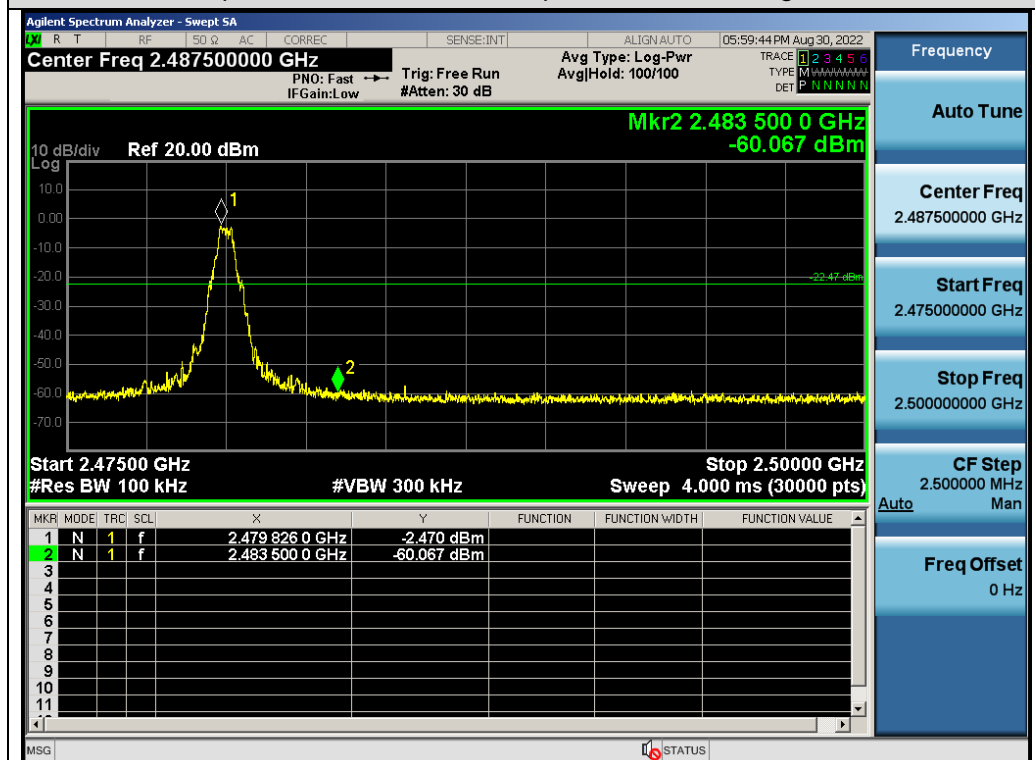 Agilent Spectrum Analyzer - Swept SA
LXI R T RF 50 Ω AC CORREC SENSE:INT ALIGN AUTO 05:59:44 PM Aug 30, 2022
Center Freq 2.487500000 GHz
PNO: Fast
IFGain:Low
Trig: Free Run
#Atten: 30 dB
Avg Type: Log-Pwr
Avg|Hold: 100/100
TRACE 1 2 3 4 5 6
TYPE M WWWWW
DET P N N N N N
Mkr2 2.483 500 0 GHz
-60.067 dBm
10 dB/div Ref 20.00 dBm
Log
10.0
0.00
-10.0
-20.0
-30.0
-40.0
-50.0
-60.0
-70.0
1
-22.47 dBm
2
Start 2.47500 GHz Stop 2.50000 GHz
#Res BW 100 kHz #VBW 300 kHz Sweep 4.000 ms (30000 pts)
MKR MODE TRC SCL X Y FUNCTION FUNCTION WIDTH FUNCTION VALUE
1 N 1 f 2.479 826 0 GHz -2.470 dBm
2 N 1 f 2.483 500 0 GHz -60.067 dBm
3
4
5
6
7
8
9
10
11
MSG STATUS
Frequency
Auto Tune
Center Freq
2.487500000 GHz
Start Freq
2.475000000 GHz
Stop Freq
2.500000000 GHz
CF Step
2.500000 MHz
Auto Man
Freq Offset
0 Hz